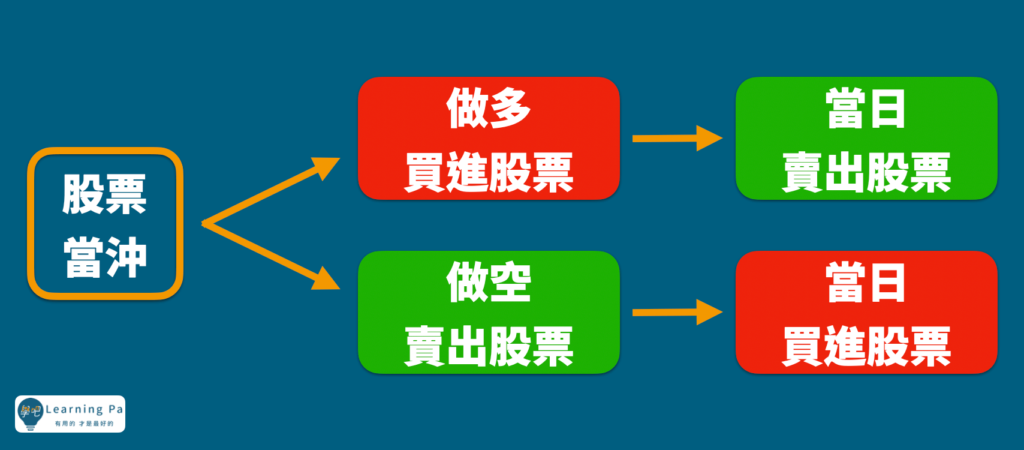 股票
當沖
做多
買進股票
當日
賣出股票
做空
賣出股票
當日
買進股票
學吧
Learning Pa
有用的 才是最好的